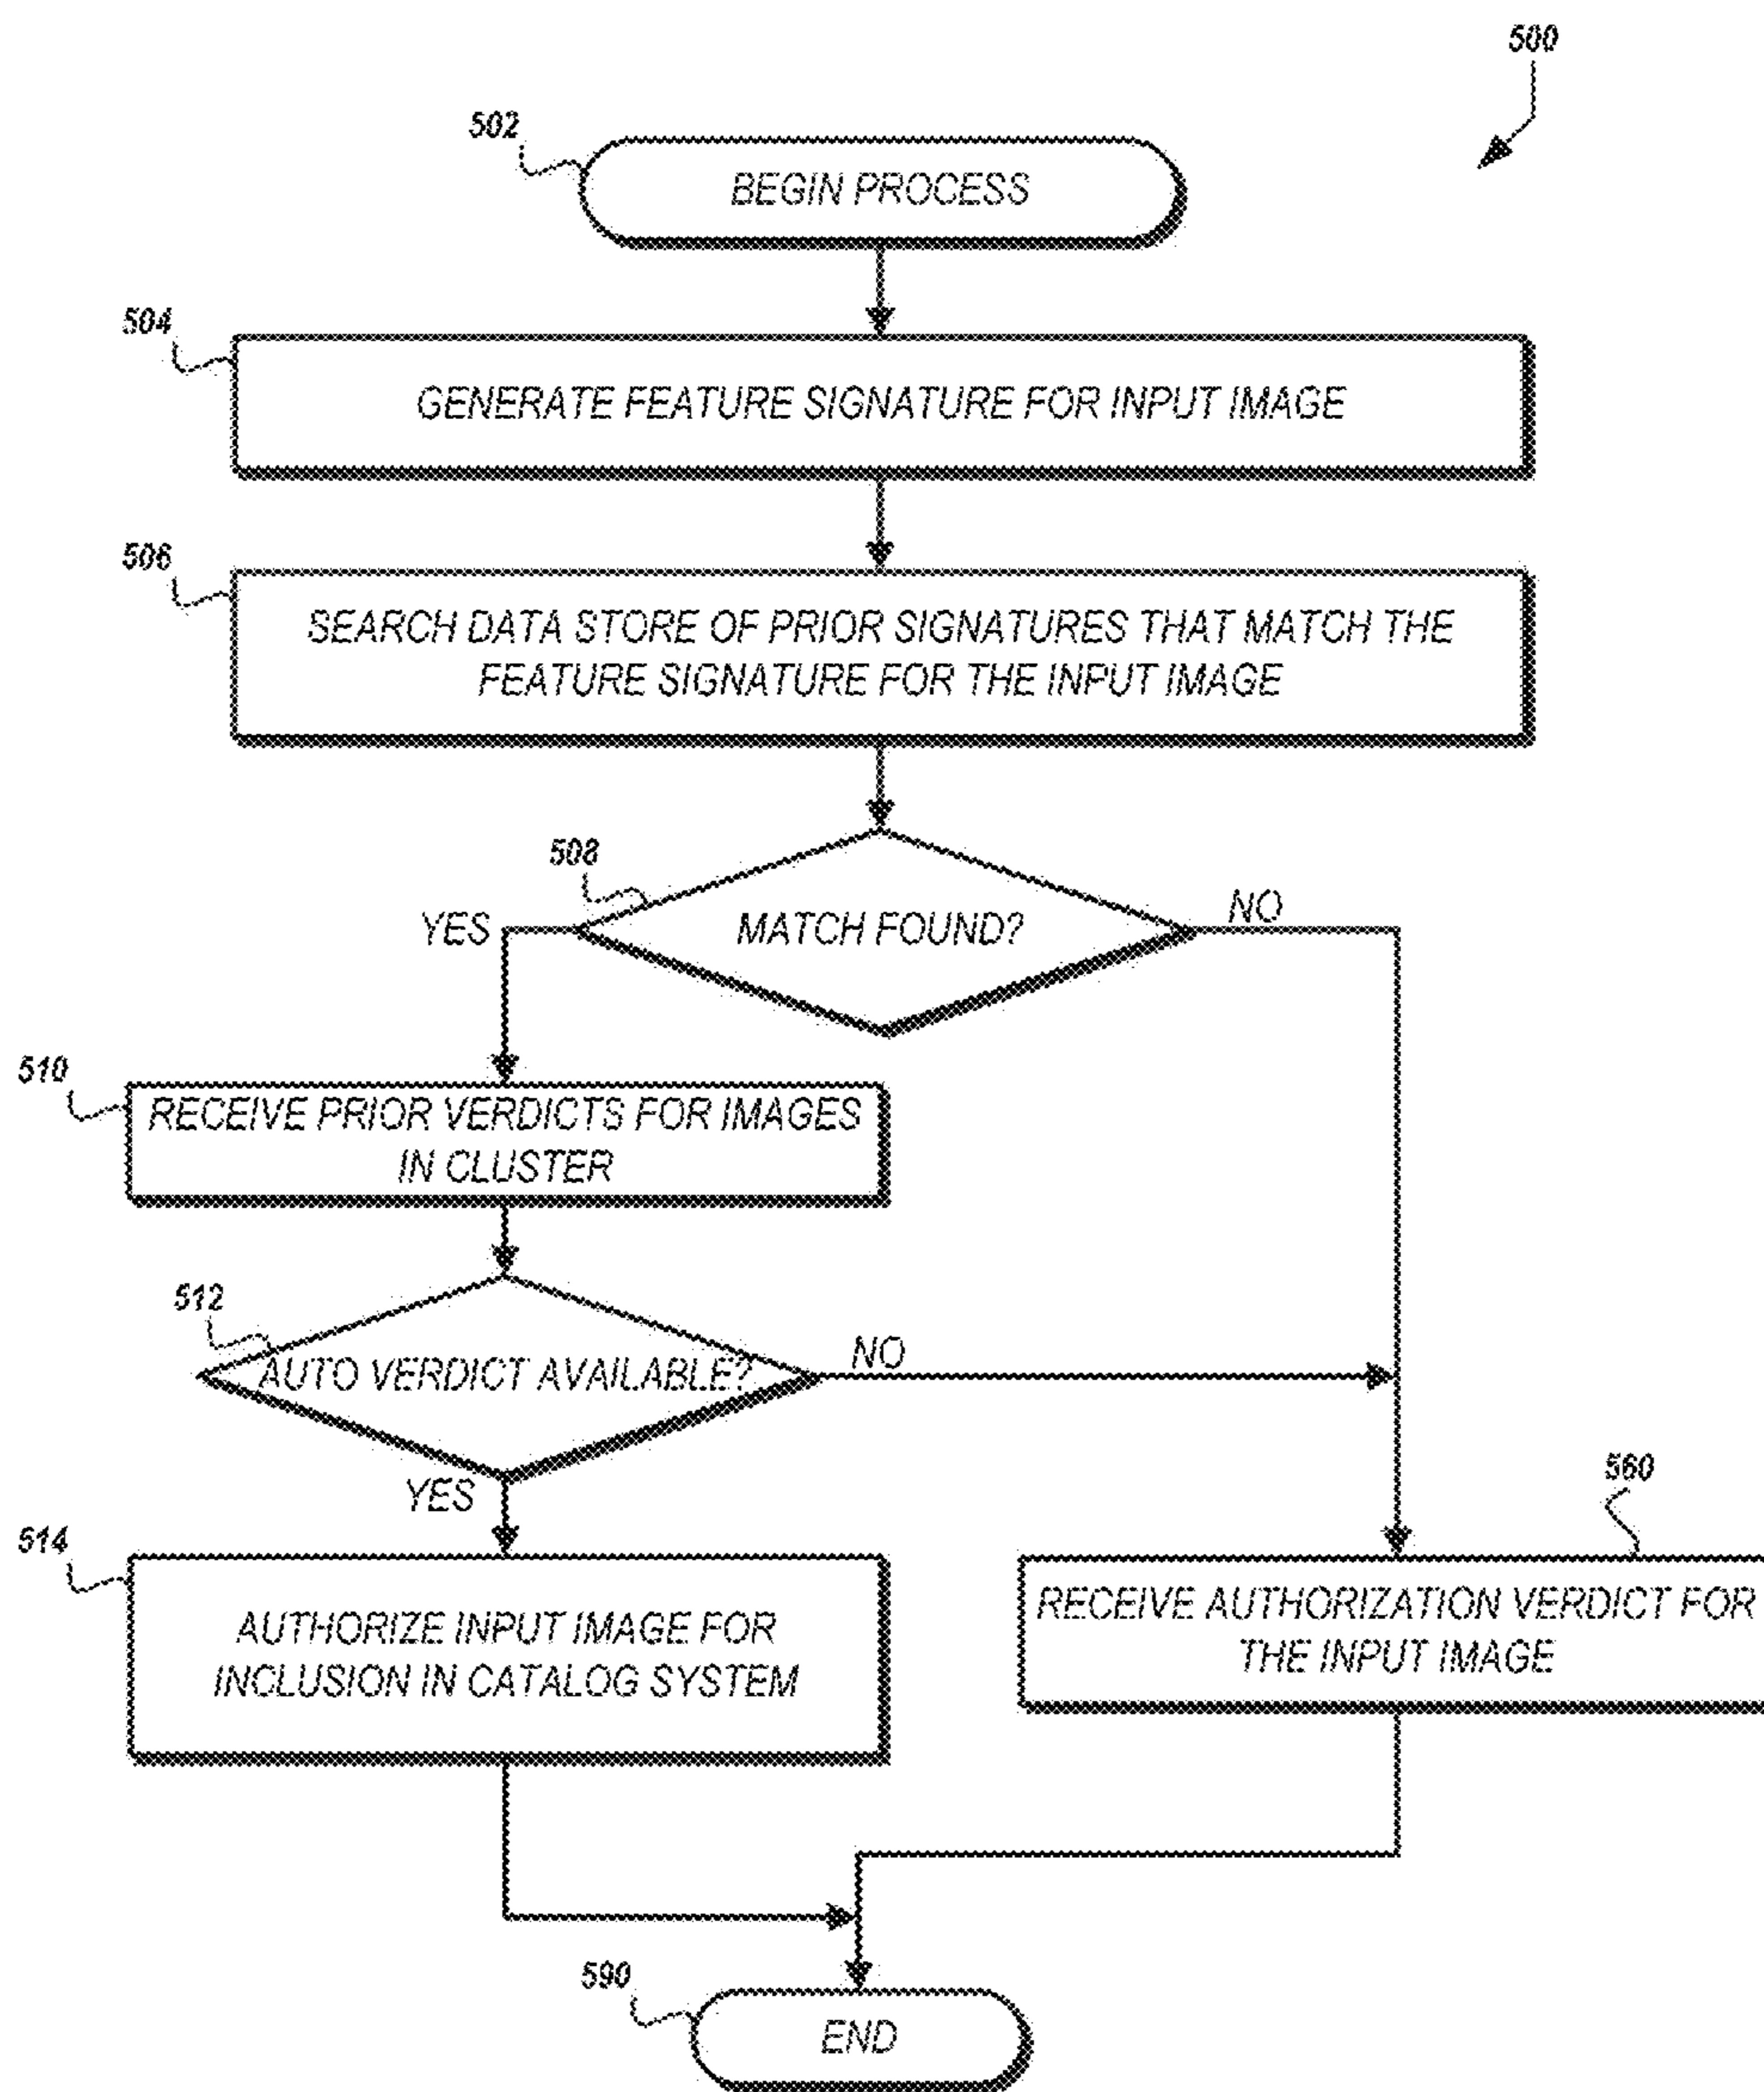 500
502
BEGIN PROCESS
504
GENERATE FEATURE SIGNATURE FOR INPUT IMAGE
506
SEARCH DATA STORE OF PRIOR SIGNATURES THAT MATCH THE
FEATURE SIGNATURE FOR THE INPUT IMAGE
508
YES
MATCH FOUND?
NO
510
RECEIVE PRIOR VERDICTS FOR IMAGES
IN CLUSTER
512
AUTO VERDICT AVAILABLE?
NO
YES
560
514
AUTHORIZE INPUT IMAGE FOR
INCLUSION IN CATALOG SYSTEM
RECEIVE AUTHORIZATION VERDICT FOR
THE INPUT IMAGE
590
END